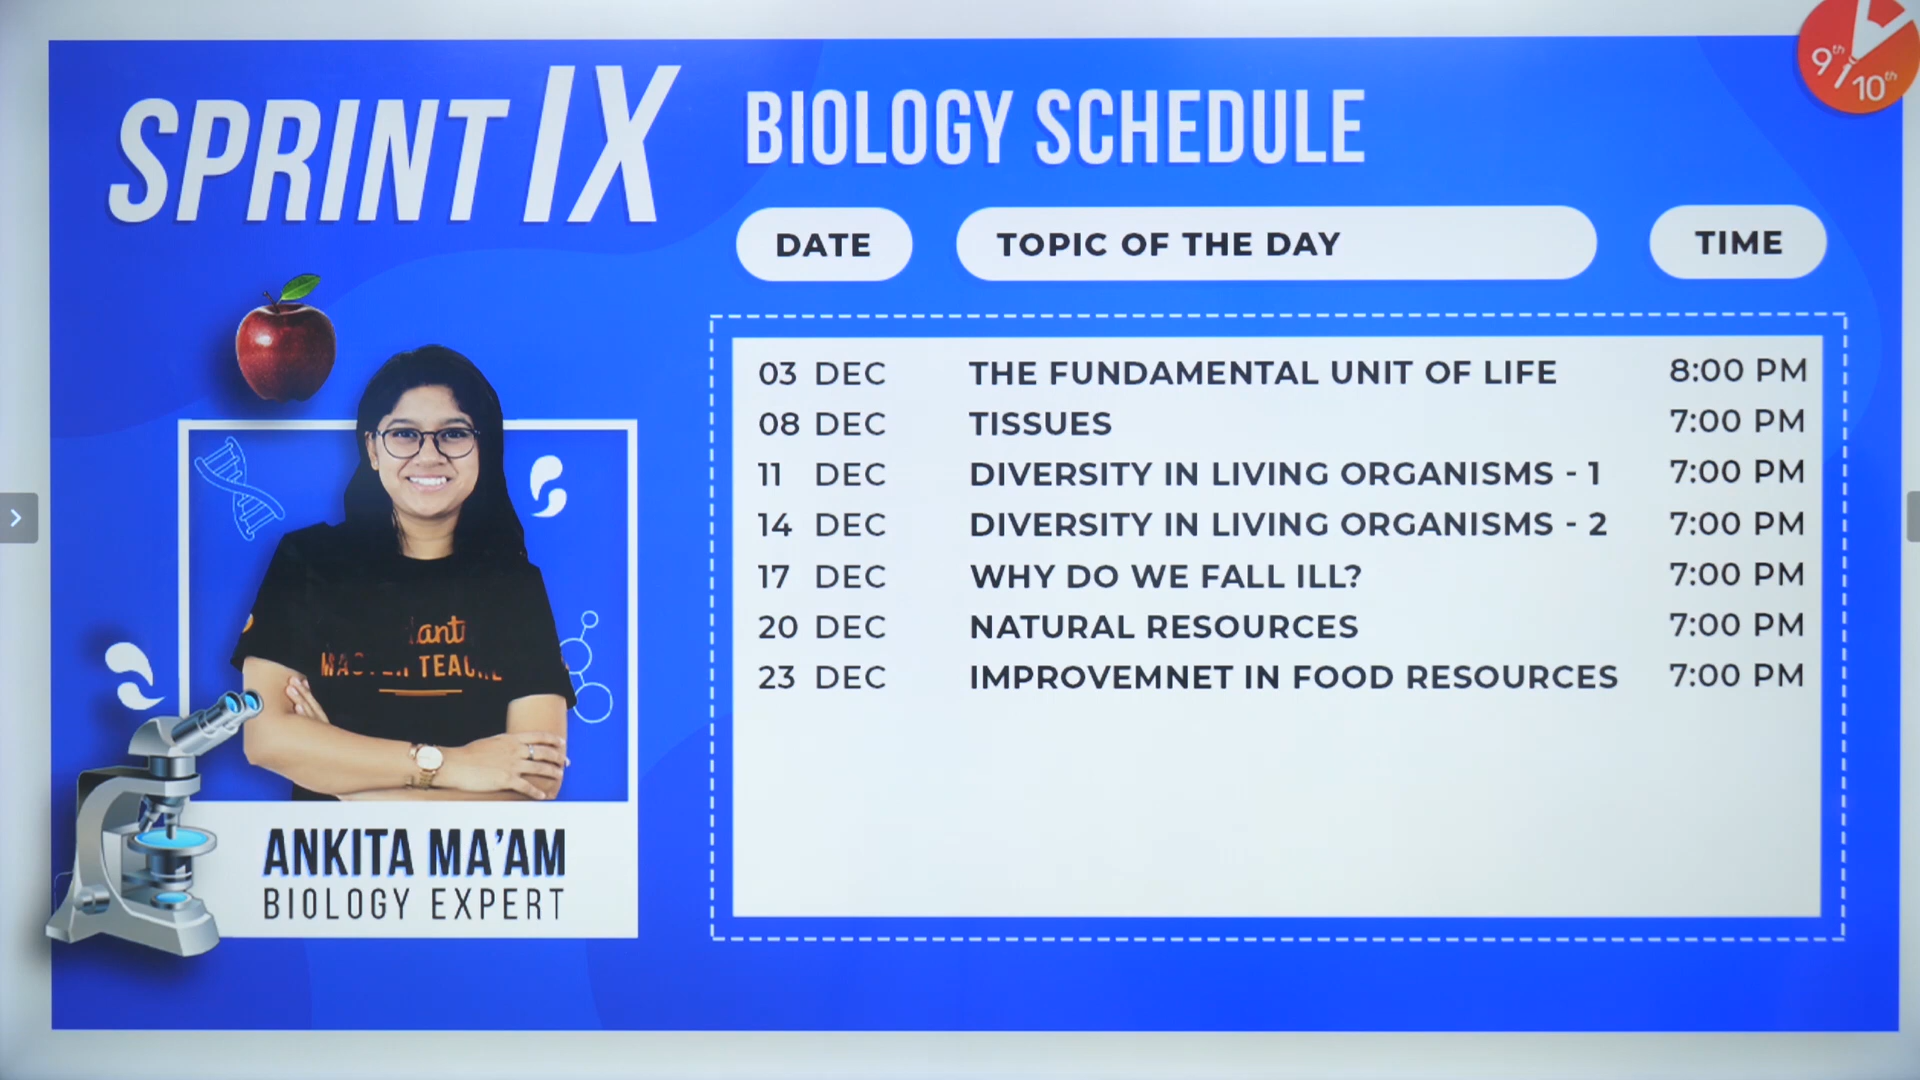 SPRINT IX
BIOLOGY SCHEDULE
9th/10th
DATE TOPIC OF THE DAY TIME
03 DEC THE FUNDAMENTAL UNIT OF LIFE 8:00 PM
08 DEC TISSUES 7:00 PM
11 DEC DIVERSITY IN LIVING ORGANISMS - 1 7:00 PM
14 DEC DIVERSITY IN LIVING ORGANISMS - 2 7:00 PM
17 DEC WHY DO WE FALL ILL? 7:00 PM
20 DEC NATURAL RESOURCES 7:00 PM
23 DEC IMPROVEMNET IN FOOD RESOURCES 7:00 PM
ANKITA MA'AM
BIOLOGY EXPERT